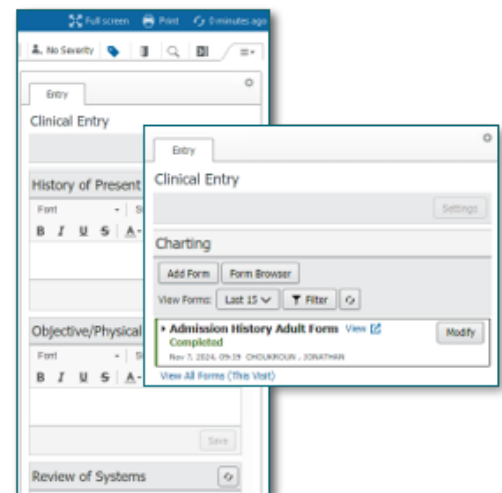 Full screen Print 0 minutes ago
No Severity
Entry
Clinical Entry
History of Present
Font
B I U S A
Objective/Physical
Font
B I U S A
Save
Review of Systems
Entry
Clinical Entry
Settings
Charting
Add Form Form Browser
View Forms: Last 15 Filter
Admission History Adult Form View Modify
Completed
Nov 7, 2024, 09:39 CHOUKROUN , JONATHAN
View All Forms (This Visit)